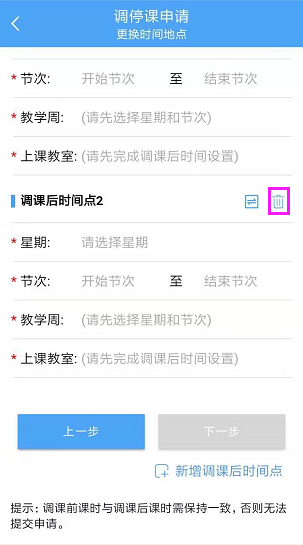 调停课申请
更换时间地点
* 节次: 开始节次 至 结束节次
* 教学周: (请先选择星期和节次)
* 上课教室: (请先完成调课后时间设置)
调课后时间点2
* 星期: 请选择星期
* 节次: 开始节次 至 结束节次
* 教学周: (请先选择星期和节次)
* 上课教室: (请先完成调课后时间设置)
上一步 下一步
新增调课后时间点
提示：调课前课时与调课后课时需保持一致，否则无法
提交申请。